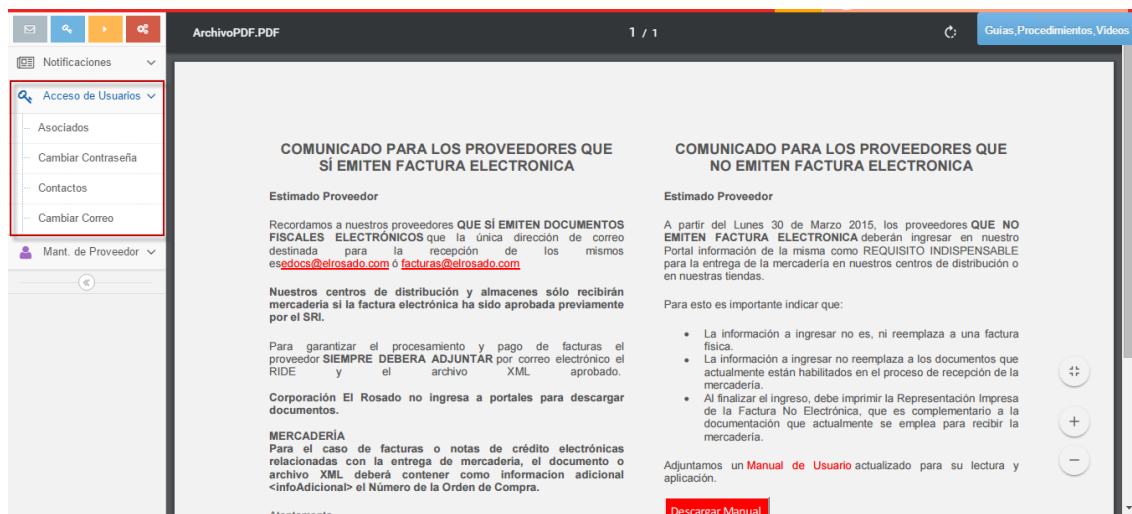 ArchivoPDF.PDF
1 / 1
Guías,Procedimientos,Videos
Notificaciones
Acceso de Usuarios
Asociados
Cambiar Contraseña
Contactos
Cambiar Correo
Mant. de Proveedor
COMUNICADO PARA LOS PROVEEDORES QUE
SÍ EMITEN FACTURA ELECTRONICA
Estimado Proveedor
Recordamos a nuestros proveedores QUE SÍ EMITEN DOCUMENTOS
FISCALES ELECTRÓNICOS que la única dirección de correo
destinada para la recepción de los mismos
esedocs@elrosado.com ó facturas@elrosado.com
Nuestros centros de distribución y almacenes sólo recibirán
mercadería si la factura electrónica ha sido aprobada previamente
por el SRI.
Para garantizar el procesamiento y pago de facturas el
proveedor SIEMPRE DEBERA ADJUNTAR por correo electrónico el
RIDE y el archivo XML aprobado.
Corporación El Rosado no ingresa a portales para descargar
documentos.
MERCADERÍA
Para el caso de facturas o notas de crédito electrónicas
relacionadas con la entrega de mercadería, el documento o
archivo XML deberá contener como informacion adicional
<infoAdicional> el Número de la Orden de Compra.
Atentamente
COMUNICADO PARA LOS PROVEEDORES QUE
NO EMITEN FACTURA ELECTRONICA
Estimado Proveedor
A partir del Lunes 30 de Marzo 2015, los proveedores QUE NO
EMITEN FACTURA ELECTRONICA deberán ingresar en nuestro
Portal información de la misma como REQUISITO INDISPENSABLE
para la entrega de la mercadería en nuestros centros de distribución o
en nuestras tiendas.
Para esto es importante indicar que:
• La información a ingresar no es, ni reemplaza a una factura
física.
• La información a ingresar no reemplaza a los documentos que
actualmente están habilitados en el proceso de recepción de la
mercadería.
• Al finalizar el ingreso, debe imprimir la Representación Impresa
de la Factura No Electrónica, que es complementario a la
documentación que actualmente se emplea para recibir la
mercadería.
Adjuntamos un Manual de Usuario actualizado para su lectura y
aplicación.
Descargar Manual